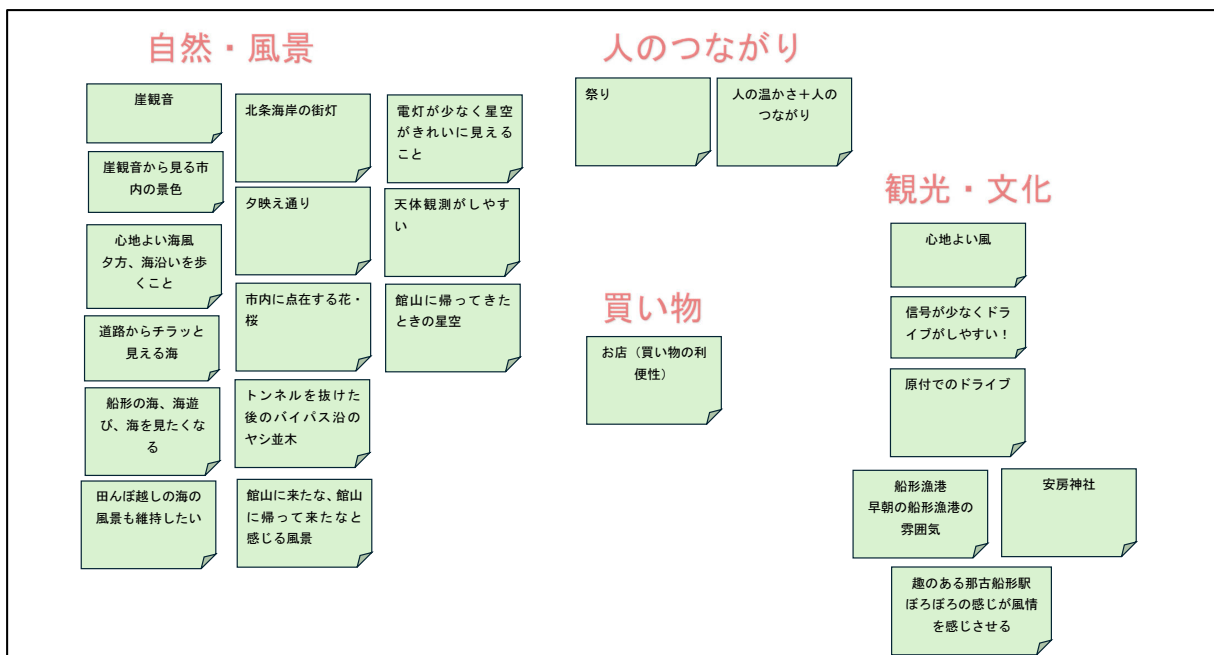 自然・風景
崖観音
崖観音から見る市
内の景色
心地よい海風
夕方、海沿いを歩
くこと
道路からチラッと
見える海
船形の海、海遊
び、海を見たくな
る
田んぼ越しの海の
風景も維持したい
北条海岸の街灯
夕映え通り
市内に点在する花・
桜
トンネルを抜けた
後のバイパス沿の
ヤシ並木
館山に来たな、館山
に帰って来たなと
感じる風景
電灯が少なく星空
がきれいに見える
こと
天体観測がしやす
い
館山に帰ってきた
ときの星空
人のつながり
祭り
人の温かさ＋人の
つながり
買い物
お店（買い物の利
便性）
観光・文化
心地よい風
信号が少なくドラ
イブがしやすい！
原付でのドライブ
船形漁港
早朝の船形漁港の
雰囲気
安房神社
趣のある那古船形駅
ぼろぼろの感じが風情
を感じさせる